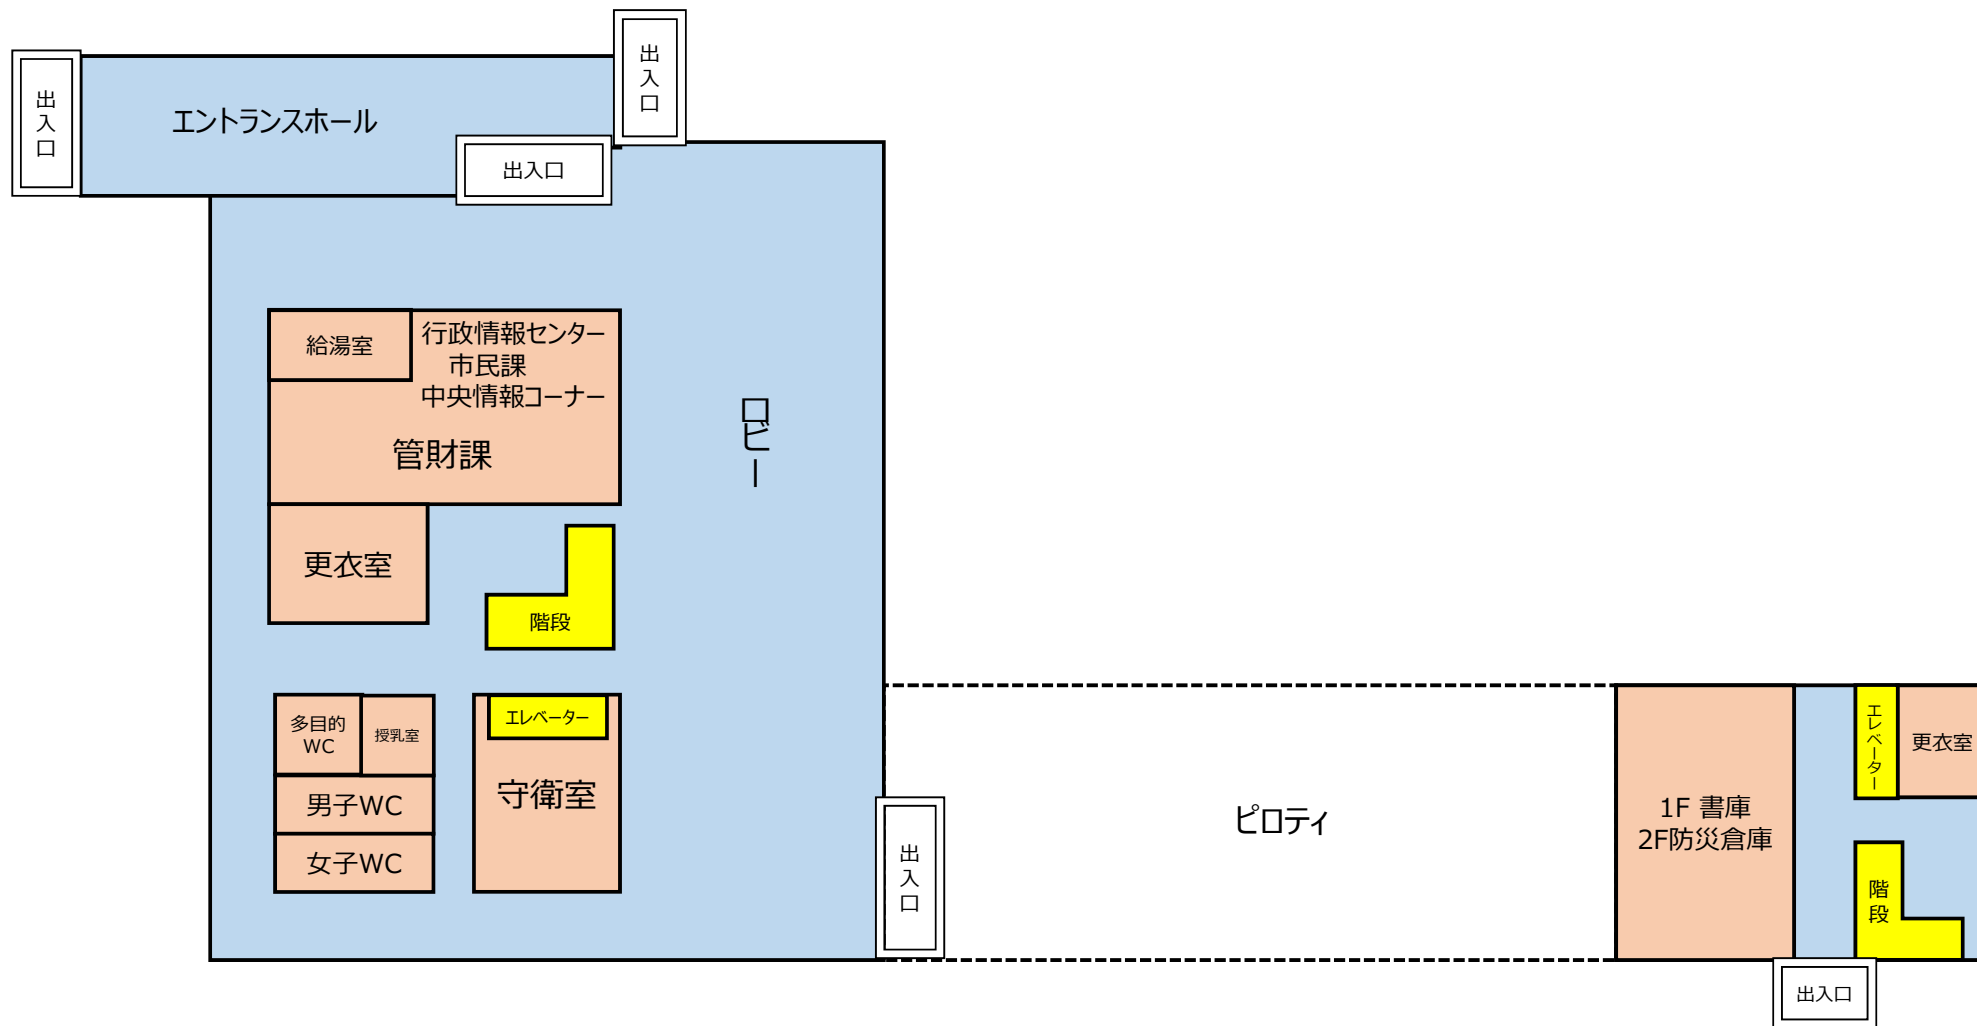 出入口
出入口
エントランスホール
出入口
給湯室
行政情報センター
市民課
中央情報コーナー
管財課
ロビー
更衣室
階段
多目的
WC
授乳室
エレベーター
男子WC
守衛室
女子WC
出入口
ピロティ
1F 書庫
2F防災倉庫
エレベーター
更衣室
階段
出入口